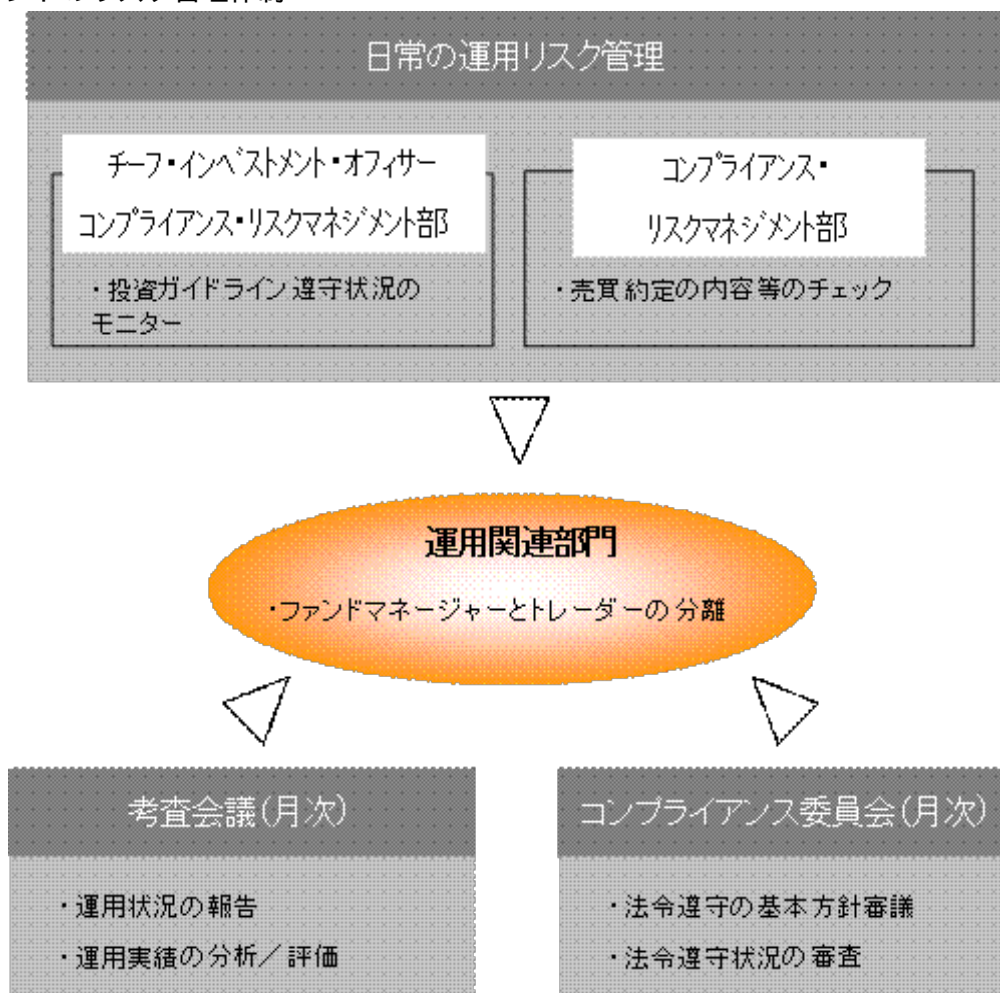 日常の運用リスク管理
チーフ・インベストメント・オフィサー
コンプライアンス・リスクマネジメント部
・投資ガイドライン遵守状況の
モニター
コンプライアンス・
リスクマネジメント部
・売買約定の内容等のチェック
運用関連部門
・ファンドマネージャーとトレーダーの分離
考査会議(月次)
・運用状況の報告
・運用実績の分析/評価
コンプライアンス委員会(月次)
・法令遵守の基本方針審議
・法令遵守状況の審査